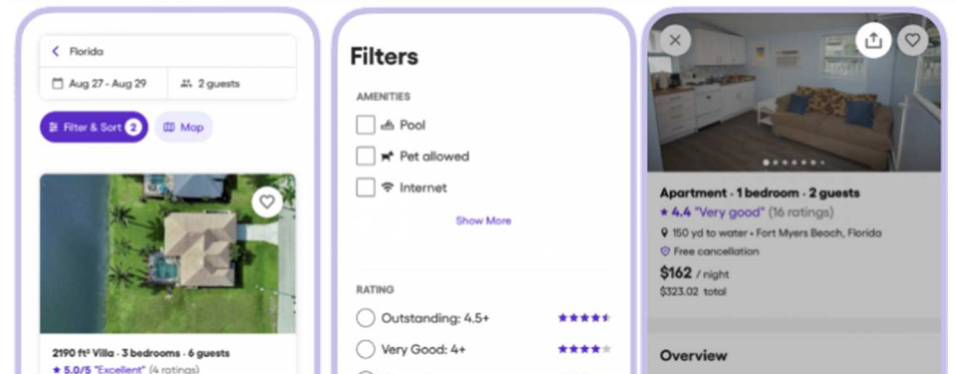 Florida
Aug 27 - Aug 29
2 guests
Filter & Sort 2
Map
2190 ft² Villa · 3 bedrooms · 6 guests
5.0/5 "Excellent" (4 ratings)
Filters
AMENITIES
Pool
Pet allowed
Internet
Show More
RATING
Outstanding: 4.5+
Very Good: 4+
Apartment · 1 bedroom · 2 guests
4.4 "Very good" (16 ratings)
150 yd to water • Fort Myers Beach, Florida
Free cancellation
$162 / night
$323.02 total
Overview